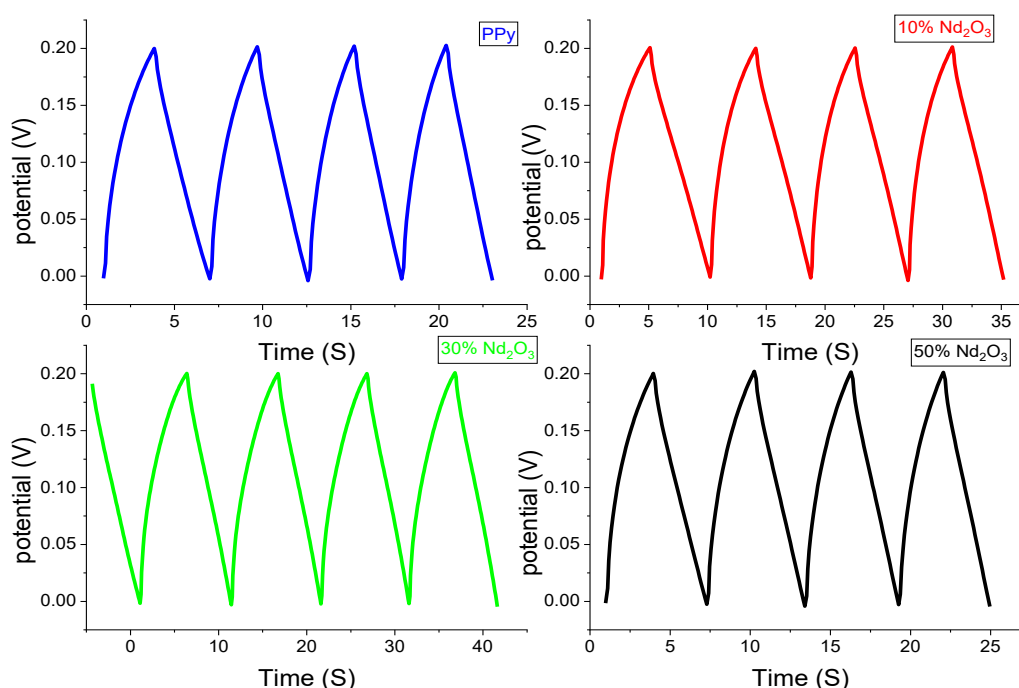 PPy
potential (V)
0.20
0.15
0.10
0.05
0.00
0 5 10 15 20 25
Time (S)
10% Nd₂O₃
potential (V)
0.20
0.15
0.10
0.05
0.00
0 5 10 15 20 25 30 35
Time (S)
30% Nd₂O₃
potential (V)
0.20
0.15
0.10
0.05
0.00
0 10 20 30 40
Time (S)
50% Nd₂O₃
potential (V)
0.20
0.15
0.10
0.05
0.00
0 5 10 15 20 25
Time (S)